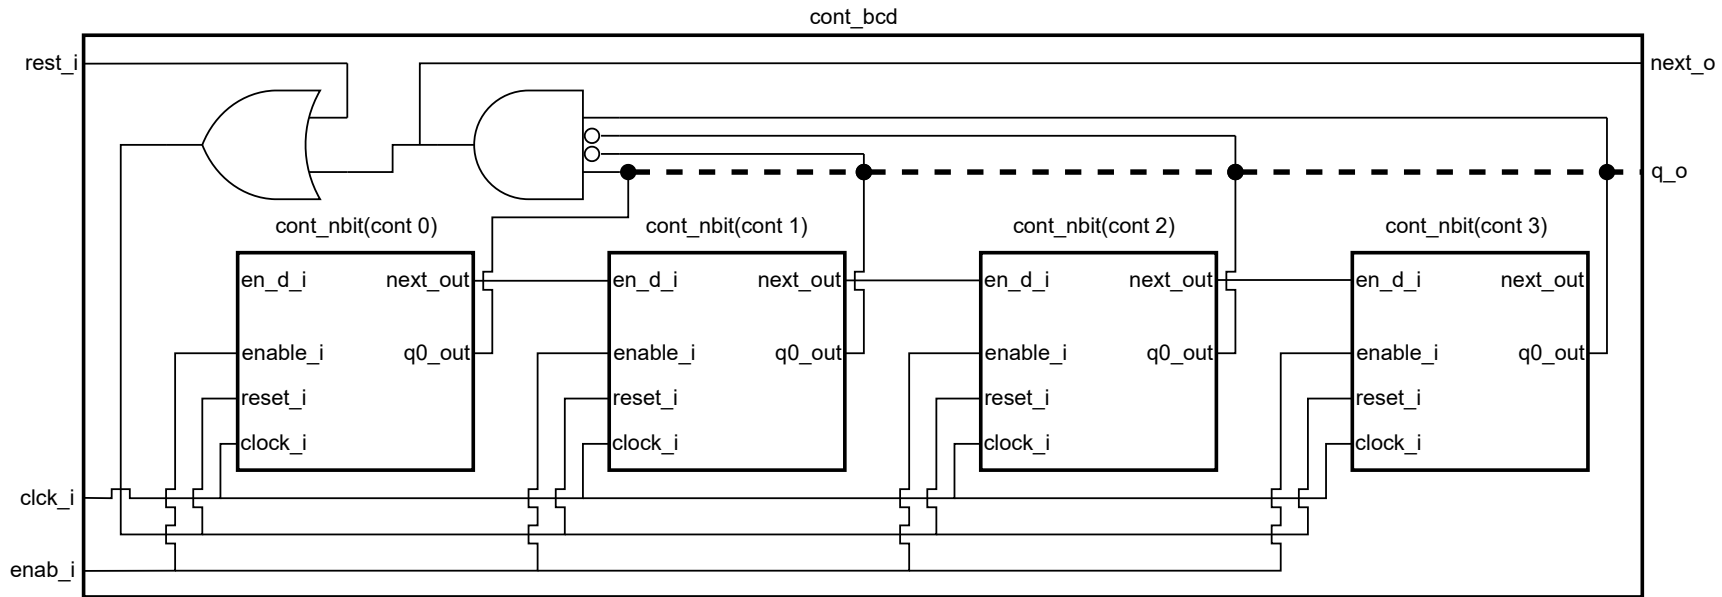 cont_bcd
rest_i
next_o
q_o
cont_nbit(cont 0)
cont_nbit(cont 1)
cont_nbit(cont 2)
cont_nbit(cont 3)
en_d_i next_out
en_d_i next_out
en_d_i next_out
en_d_i next_out
enable_i q0_out
enable_i q0_out
enable_i q0_out
enable_i q0_out
reset_i
reset_i
reset_i
reset_i
clock_i
clock_i
clock_i
clock_i
clck_i
enab_i